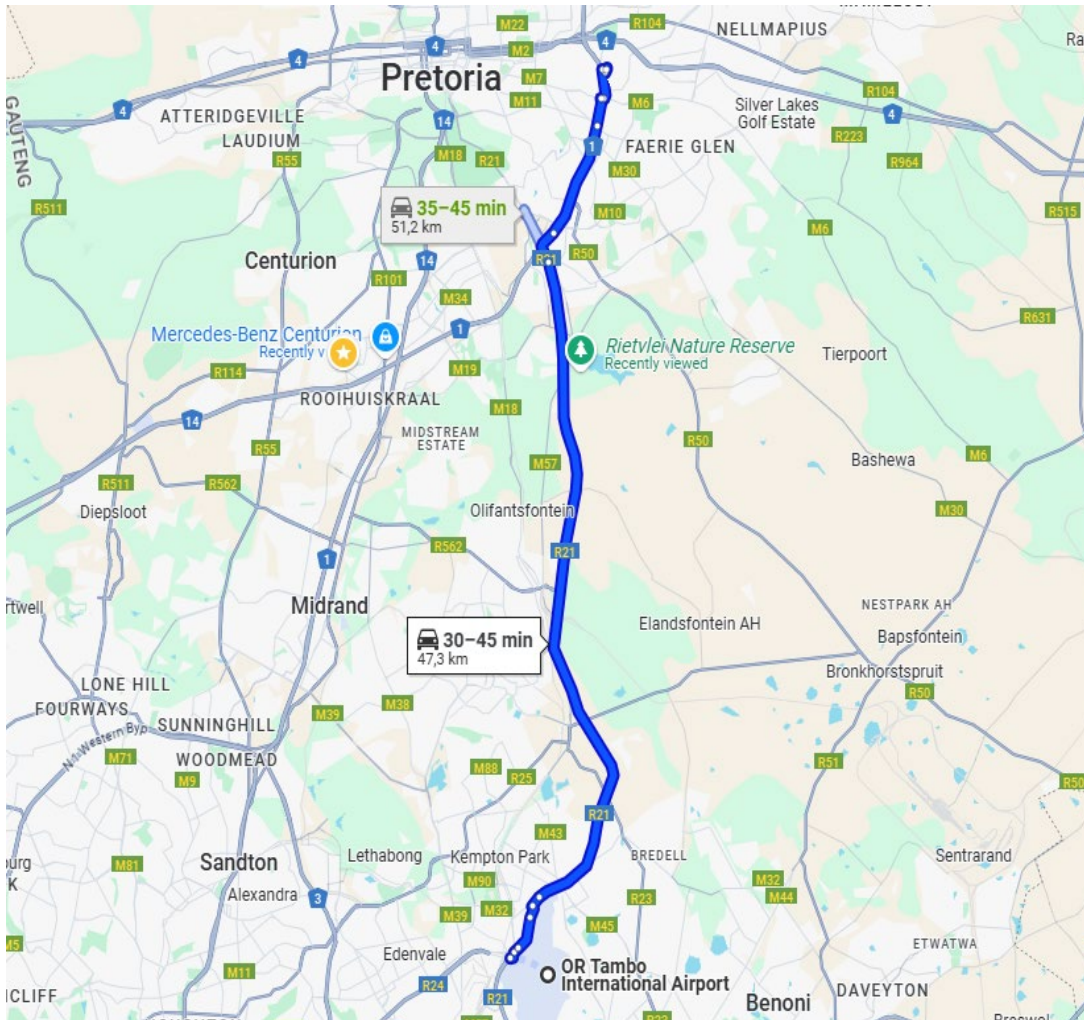 M22
R104
NELLMAPIUS
4
4
M2
4
Pretoria
M7
R104
M11
M6
Silver Lakes
Golf Estate
4
4
ATTERIDGEVILLE
14
R223
GAUTENG
LAUDIUM
1
FAERIE GLEN
R55
M18
R21
R964
M30
35–45 min
51,2 km
R511
M10
R515
M6
R50
R21
Centurion
14
R101
M34
R631
Mercedes-Benz Centurion
Recently v
1
Rietvlei Nature Reserve
Recently viewed
Tierpoort
R114
M19
ROOIHUISKRAAL
M18
14
MIDSTREAM
ESTATE
R50
R55
M57
Bashewa
M6
R511
R562
Diepsloot
Olifantsfontein
M30
R562
R21
1
Midrand
rtwell
NESTPARK AH
Elandsfontein AH
Bapsfontein
30–45 min
47,3 km
Bronkhorstspruit
LONE HILL
R50
FOURWAYS
M39
M38
SUNNINGHILL
N1 Western Byp
M71
WOODMEAD
R51
M9
M88
R25
R50
R21
M43
burg
M81
Sandton
Lethabong
Kempton Park
BREDELL
Sentrarand
K
Alexandra
M90
M32
3
M32
R23
M44
M39
M45
M5
Edenvale
ETWATWA
M11
OR Tambo
International Airport
R24
ICLIFF
R21
Benoni
DAVEYTON